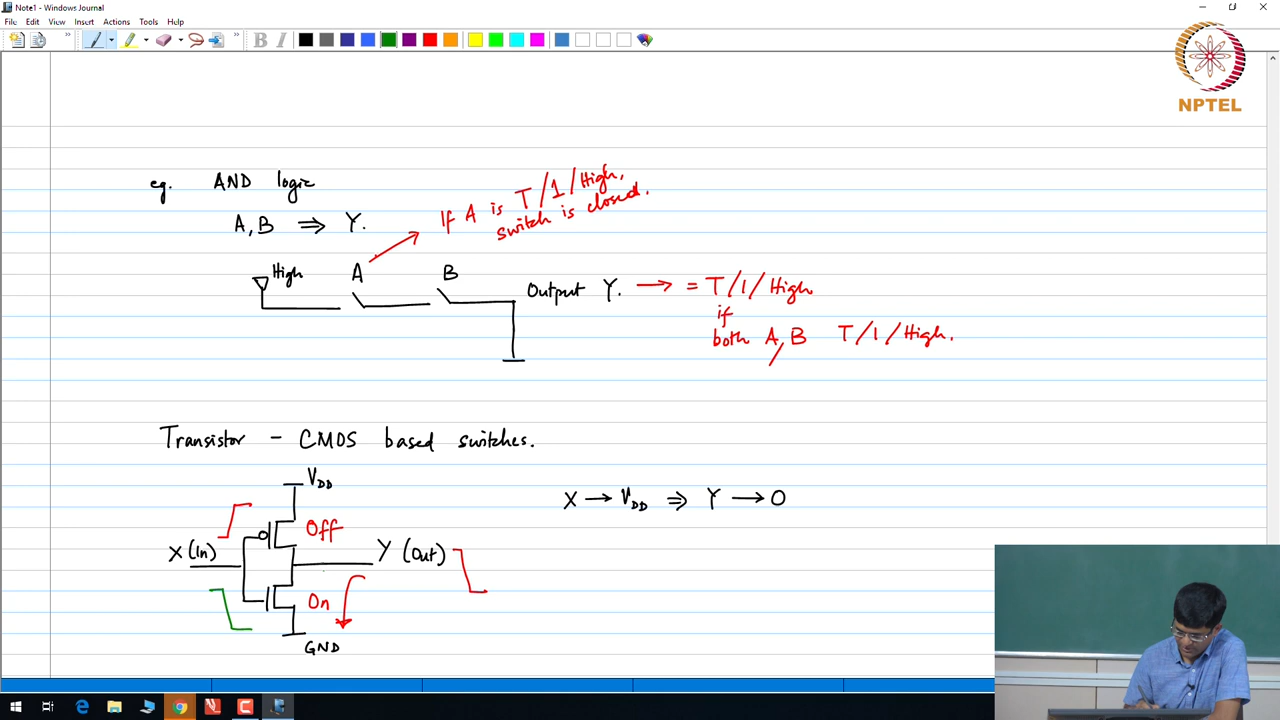 Note1 - Windows Journal
File Edit View Insert Actions Tools Help
B I
NPTEL
eg. AND logic
A, B ⇒ Y.
If A is T/1/High,
switch is closed.
High A B
Output Y. → = T/1/High
if
both A, B T/1/High.
Transistor - CMOS based switches.
VDD
X → VDD ⇒ Y → 0
Off
X (In) Y (Out)
On
GND